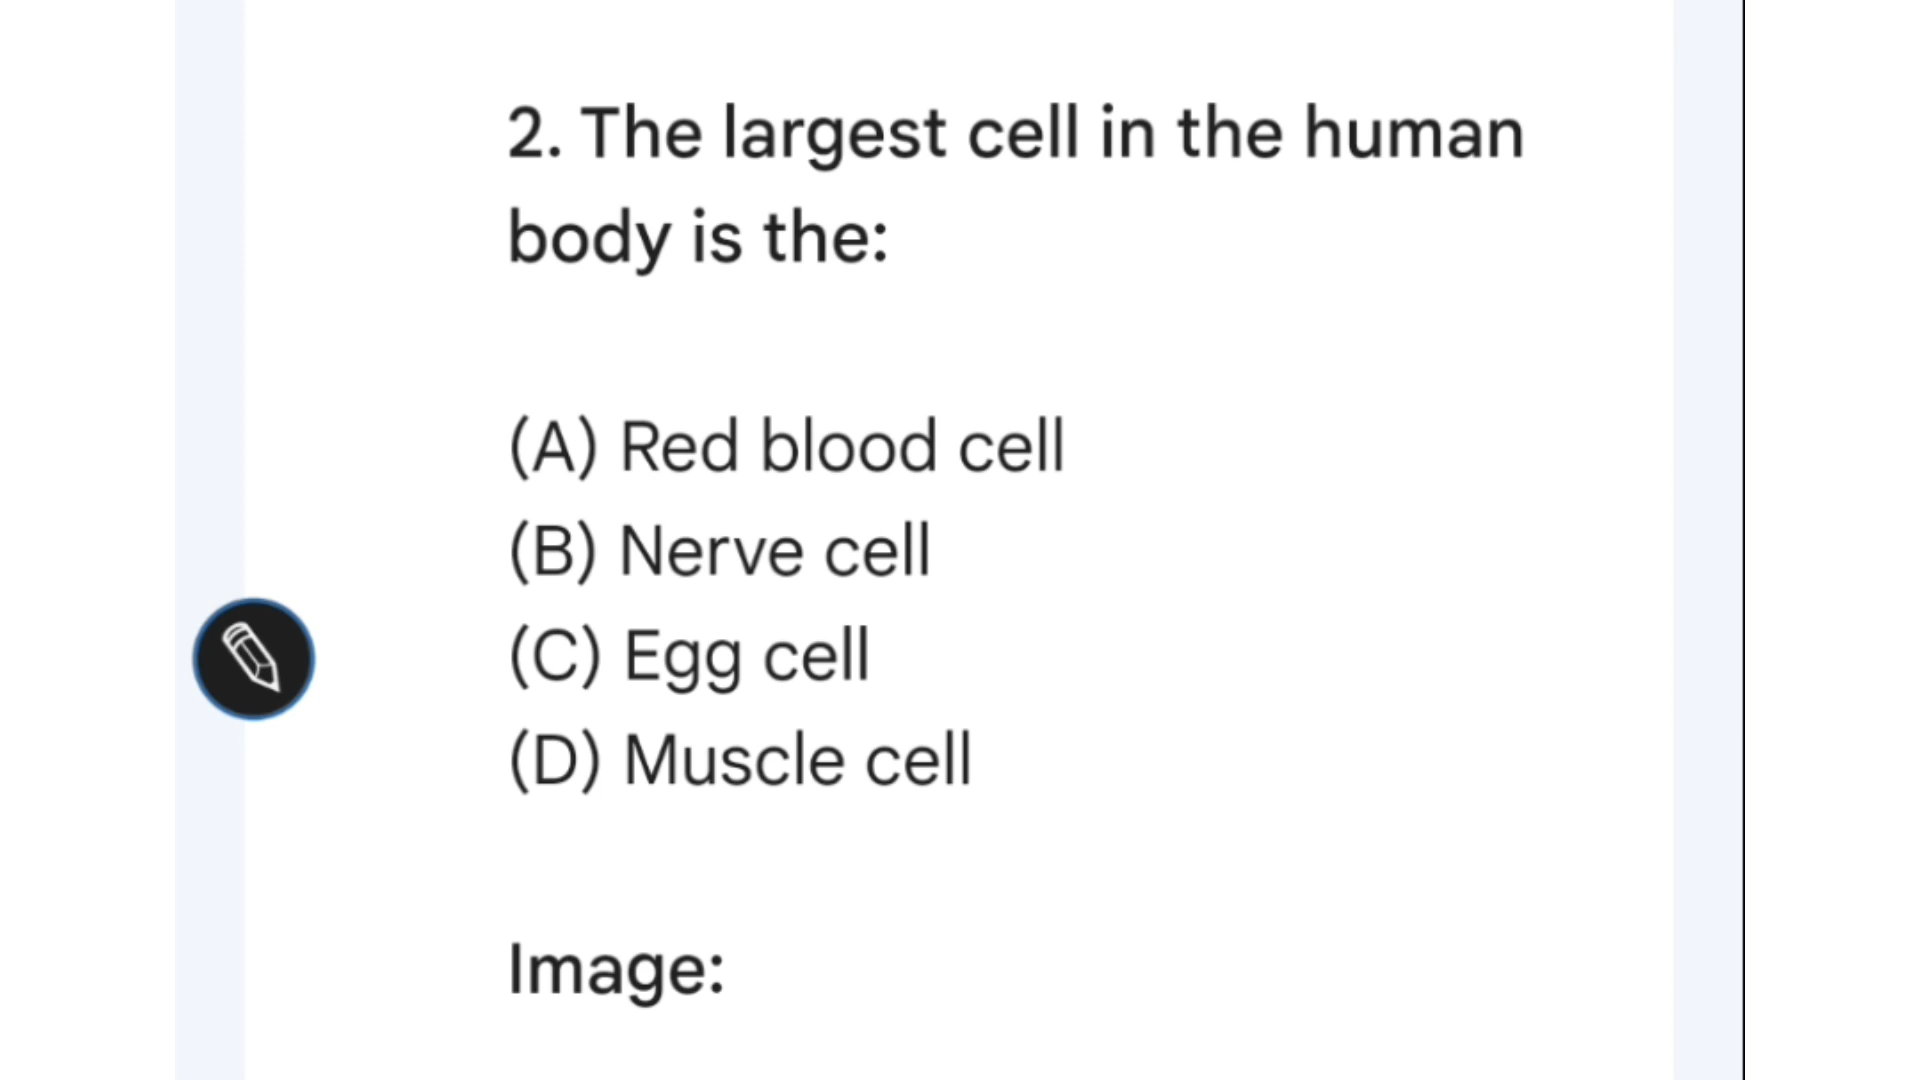 2. The largest cell in the human
body is the:
(A) Red blood cell
(B) Nerve cell
(C) Egg cell
(D) Muscle cell
Image: